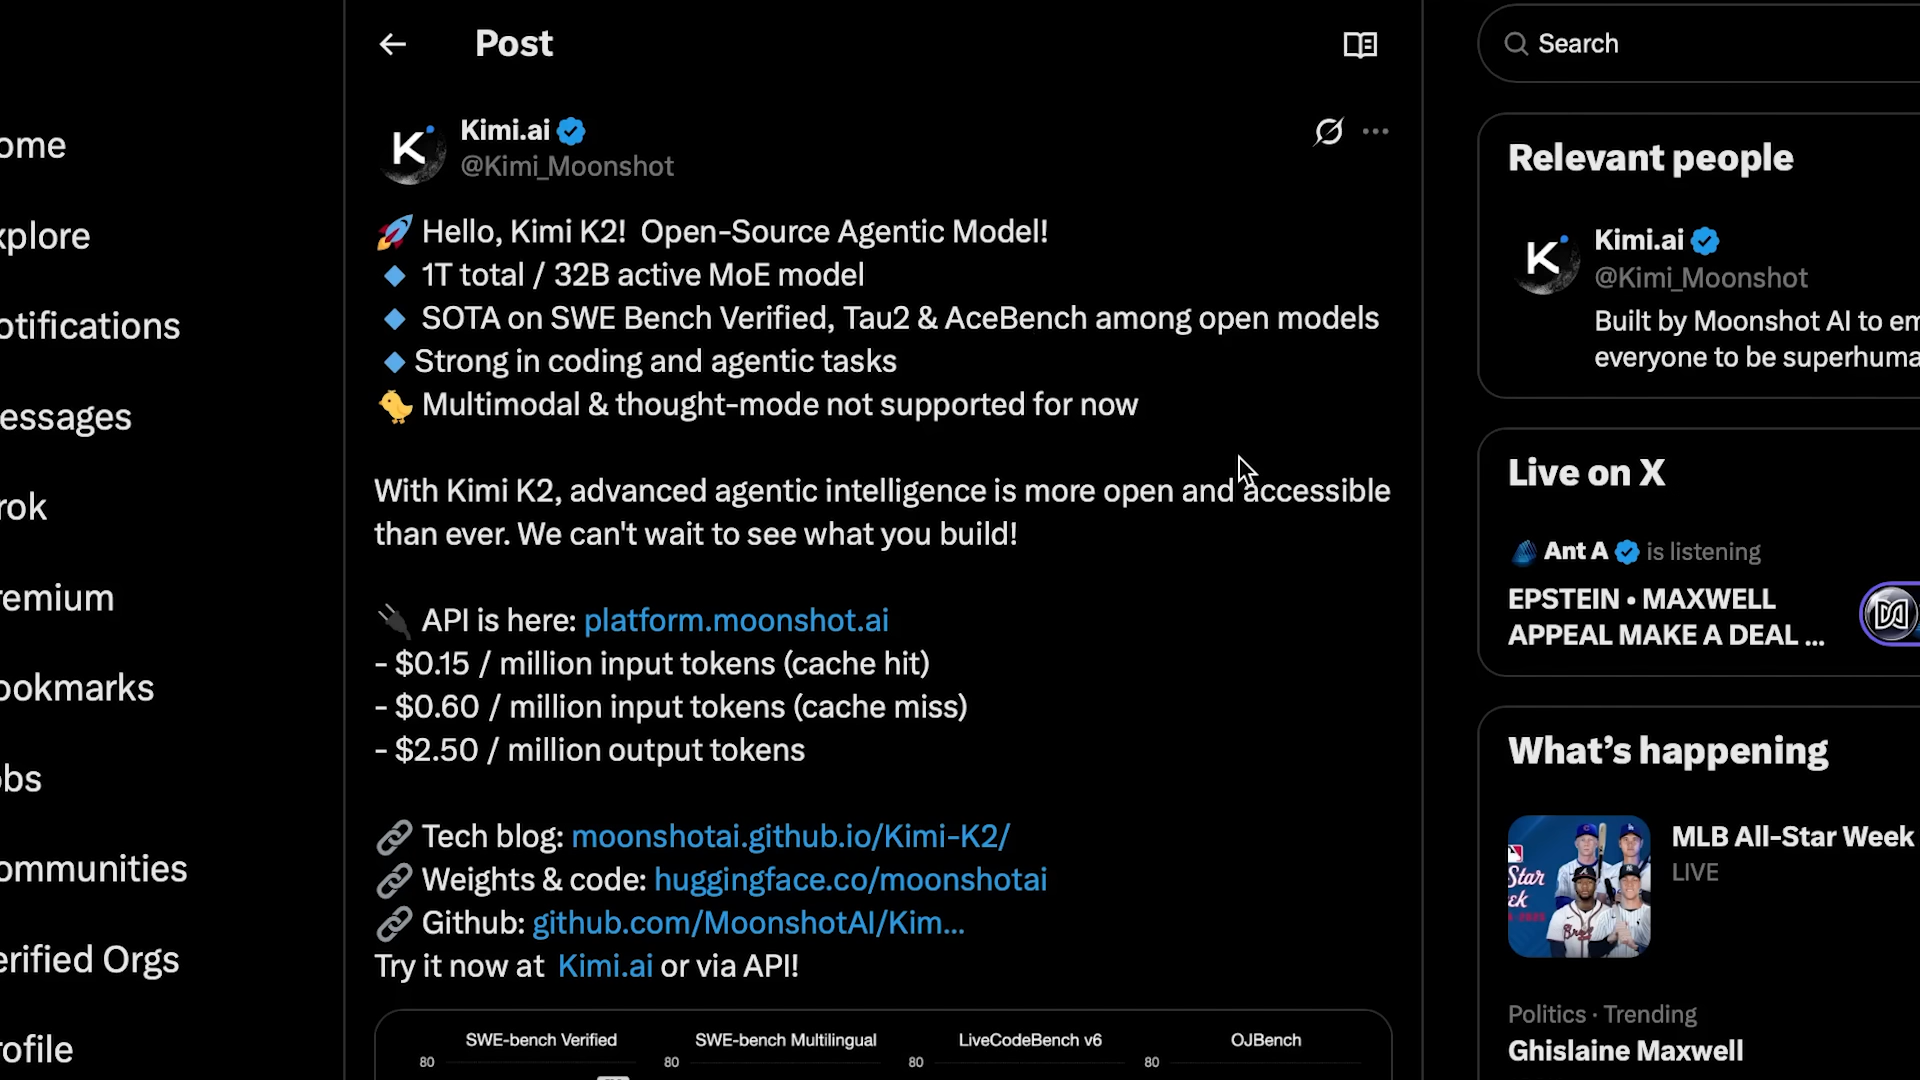 Post
Search
ome
xplore
otifications
essages
rok
remium
ookmarks
obs
ommunities
erified Orgs
rofile
Kimi.ai
@Kimi_Moonshot
🚀 Hello, Kimi K2!  Open-Source Agentic Model!
🔹 1T total / 32B active MoE model
🔹 SOTA on SWE Bench Verified, Tau2 & AceBench among open models
🔹Strong in coding and agentic tasks
🐤 Multimodal & thought-mode not supported for now
With Kimi K2, advanced agentic intelligence is more open and accessible
than ever. We can't wait to see what you build!
🔌 API is here: platform.moonshot.ai
- $0.15 / million input tokens (cache hit)
- $0.60 / million input tokens (cache miss)
- $2.50 / million output tokens
🔗 Tech blog: moonshotai.github.io/Kimi-K2/
🔗 Weights & code: huggingface.co/moonshotai
🔗 Github: github.com/MoonshotAI/Kim…
Try it now at  Kimi.ai or via API!
SWE-bench Verified SWE-bench Multilingual LiveCodeBench v6 OJBench
80 80 80 80
Relevant people
Kimi.ai
@Kimi_Moonshot
Built by Moonshot AI to em
everyone to be superhuma
Live on X
Ant A is listening
EPSTEIN • MAXWELL
APPEAL MAKE A DEAL ...
What's happening
MLB All-Star Week
LIVE
Politics · Trending
Ghislaine Maxwell